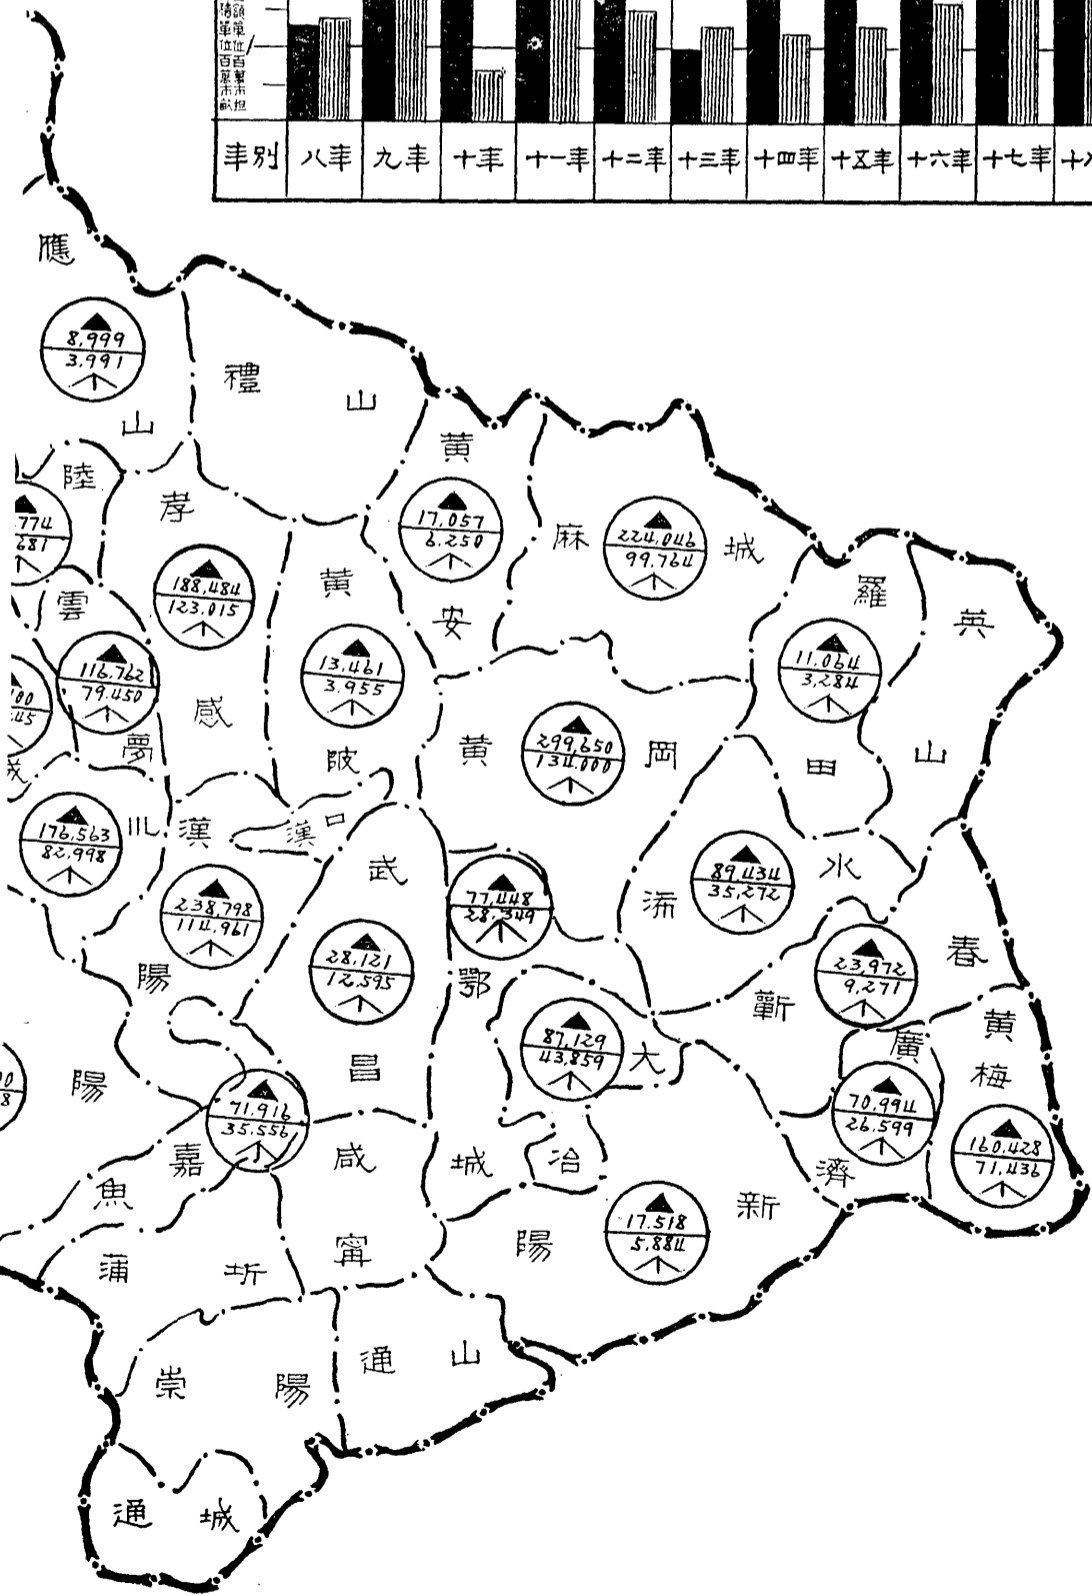 年別 八年 九年 十年 十一年 十二年 十三年 十四年 十五年 十六年 十七年
應山
8,999
3,991
禮山
陸
.774
681
孝感
188,484
123.015
黄安
17,057
6.250
麻城
224,046
99,764
羅田
11,064
3,284
英山
雲夢
116.762
79.450
黄陂
13.461
3.955
黄岡
299,650
134.000
100
.45
176,563
82,998
川
漢口
漢陽
238,798
114,961
武昌
28,121
12,595
鄂城
77,448
28,349
浠水
89,434
35,272
蘄春
23,972
9,271
大冶
87,129
43,859
廣濟
70,994
26.599
黄梅
160.428
71,436
陽
嘉魚
71,916
35.556
咸甯
陽新
17.518
5,884
蒲圻
崇陽
通山
通城